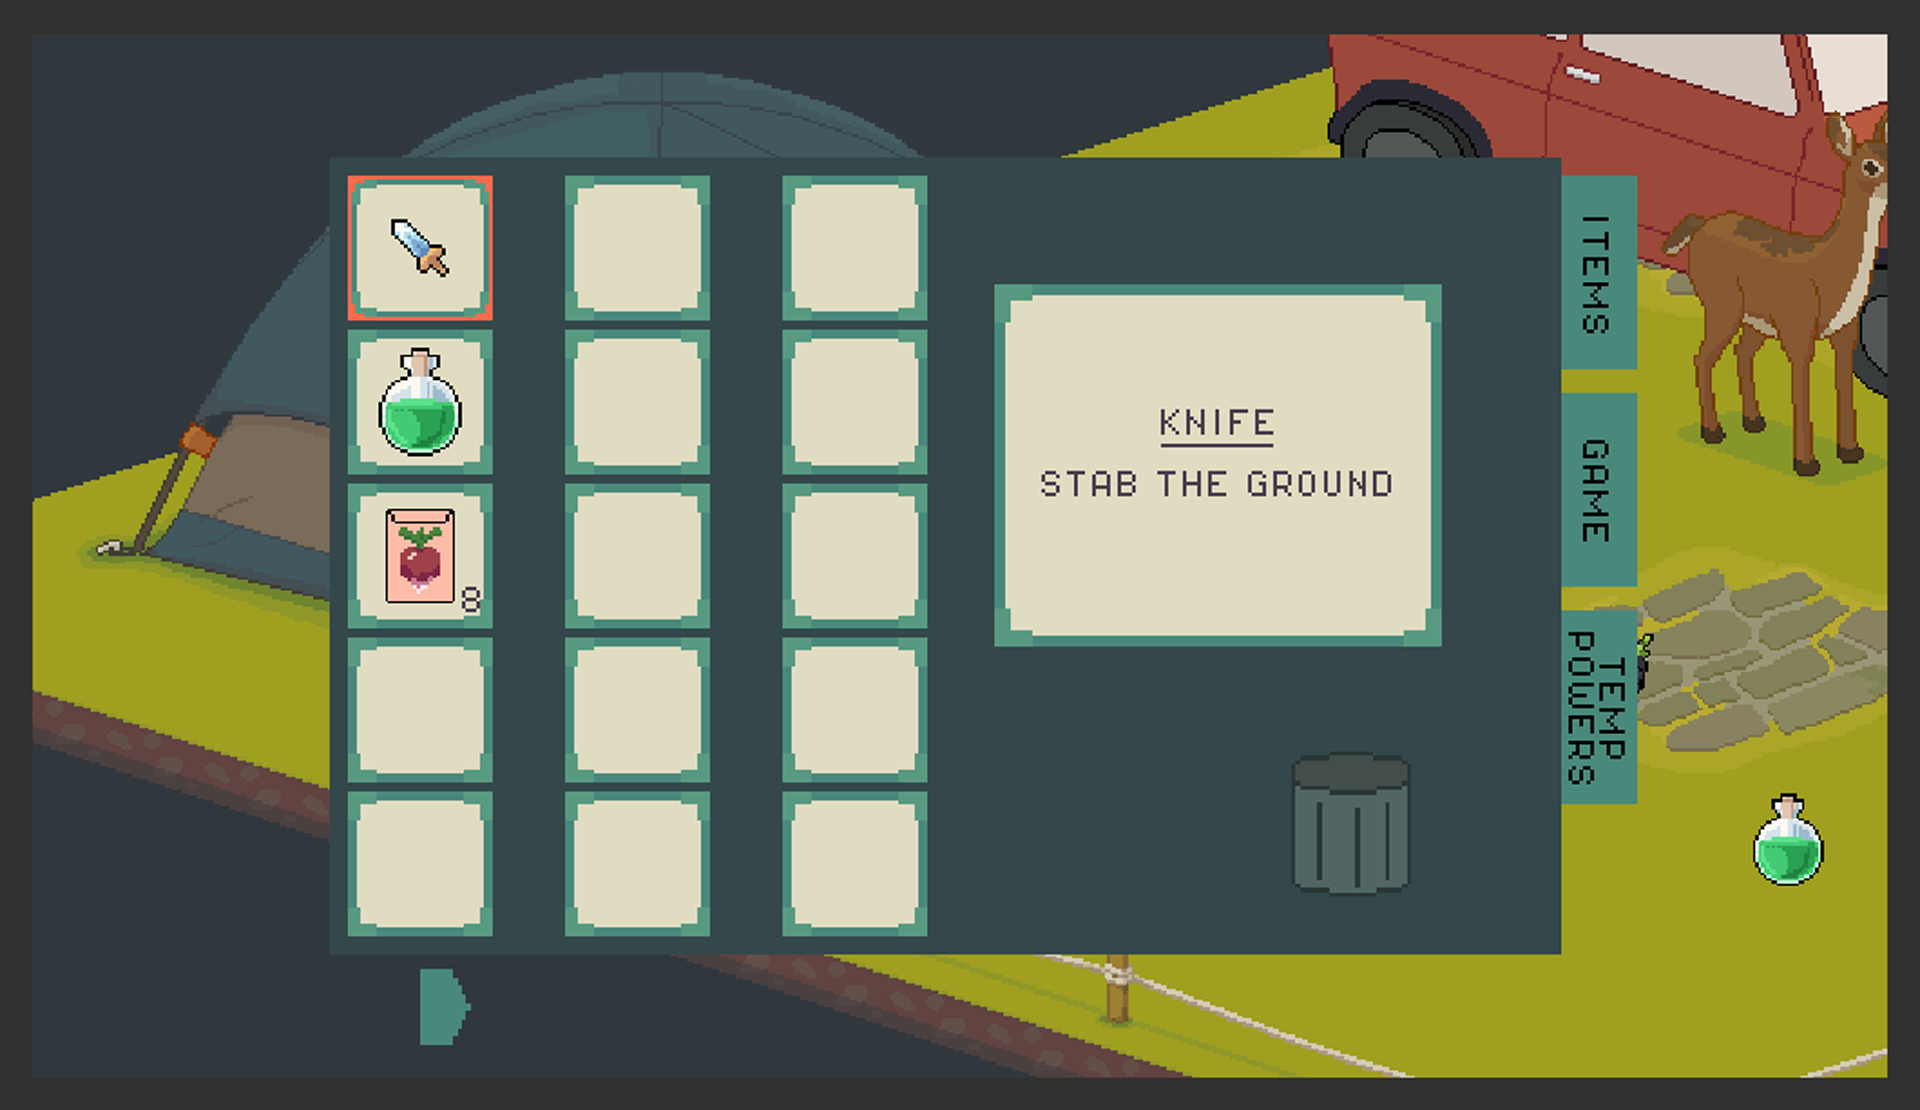 KNIFE
STAB THE GROUND
8
ITEMS
GAME
TEMP
POWERS